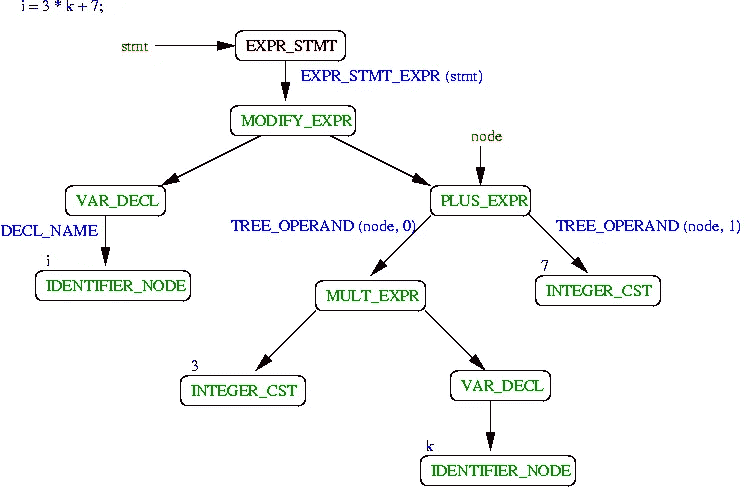 i = 3 * k + 7;
stmt
EXPR_STMT
EXPR_STMT_EXPR (stmt)
MODIFY_EXPR
node
VAR_DECL
PLUS_EXPR
DECL_NAME
TREE_OPERAND (node, 0)
TREE_OPERAND (node, 1)
i
IDENTIFIER_NODE
7
INTEGER_CST
MULT_EXPR
3
INTEGER_CST
VAR_DECL
k
IDENTIFIER_NODE